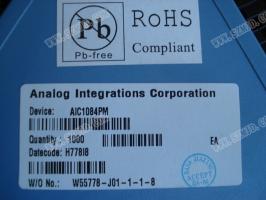 Pb
Pb-free
RoHS
Compliant
Analog Integrations Corporation
Device: AIC1084PM
Quantity: 1000 EA
Datecode: H778I8
W/O No.: W55778-J01-1-1-8